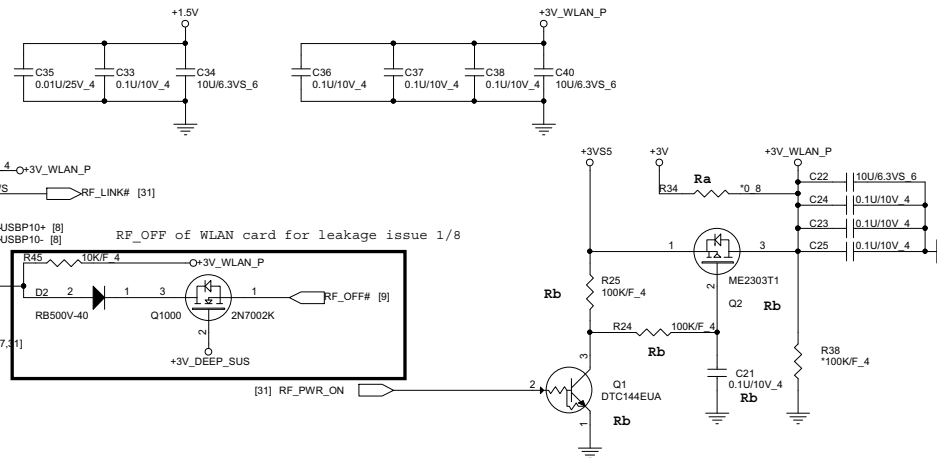 +1.5V
C35
0.01U/25V_4
C33
0.1U/10V_4
C34
10U/6.3VS_6
+3V_WLAN_P
C36
0.1U/10V_4
C37
0.1U/10V_4
C38
0.1U/10V_4
C40
10U/6.3VS_6
4
+3V_WLAN_P
RF_LINK# [31]
USBP10+ [8]
USBP10- [8]
RF_OFF of WLAN card for leakage issue 1/8
R45
10K/F_4
+3V_WLAN_P
D2
2
1
RB500V-40
3
1
Q1000
2N7002K
2
RF_OFF# [9]
+3V_DEEP_SUS
7,31]
[31] RF_PWR_ON
+3VS5
+3V
R34
Ra
*0_8
+3V_WLAN_P
C22
10U/6.3VS_6
C24
0.1U/10V_4
C23
0.1U/10V_4
C25
0.1U/10V_4
1
3
2
ME2303T1
Q2
Rb
Rb
R25
100K/F_4
R24
100K/F_4
Rb
C21
0.1U/10V_4
Rb
R38
*100K/F_4
2
3
1
Q1
DTC144EUA
Rb